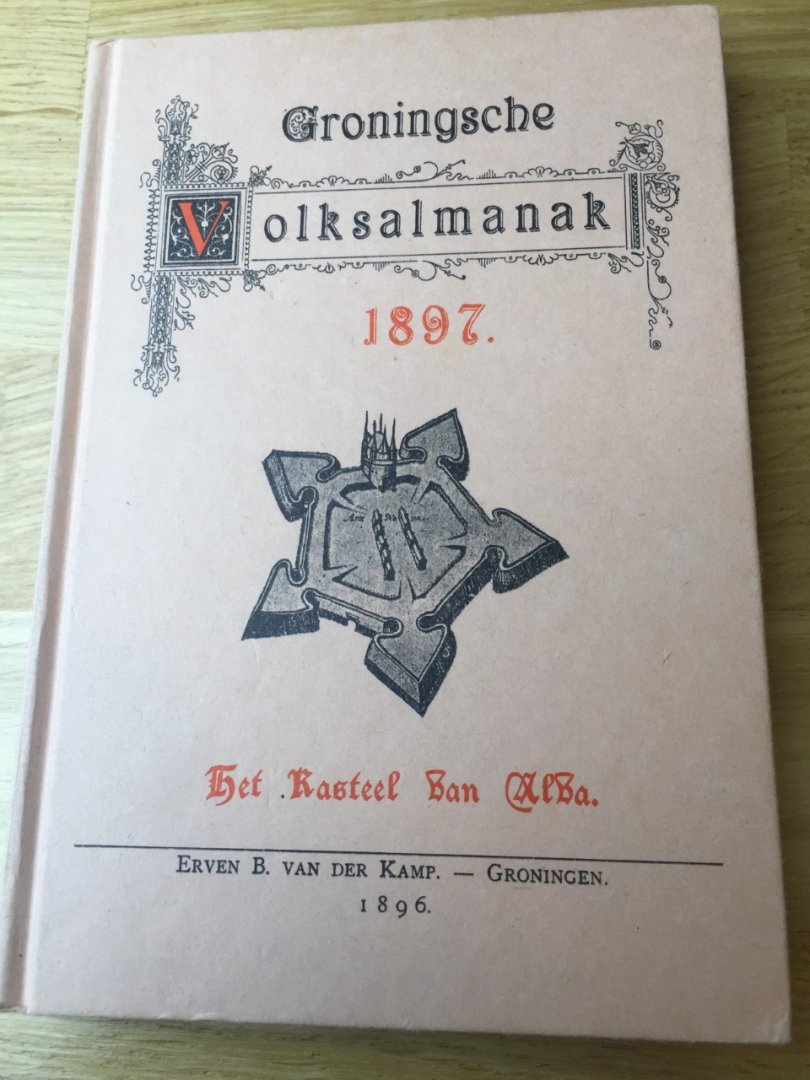 Groningsche
Volksalmanak
1897.
Het Kasteel van Alva.
ERVEN B. VAN DER KAMP. — GRONINGEN.
1896.